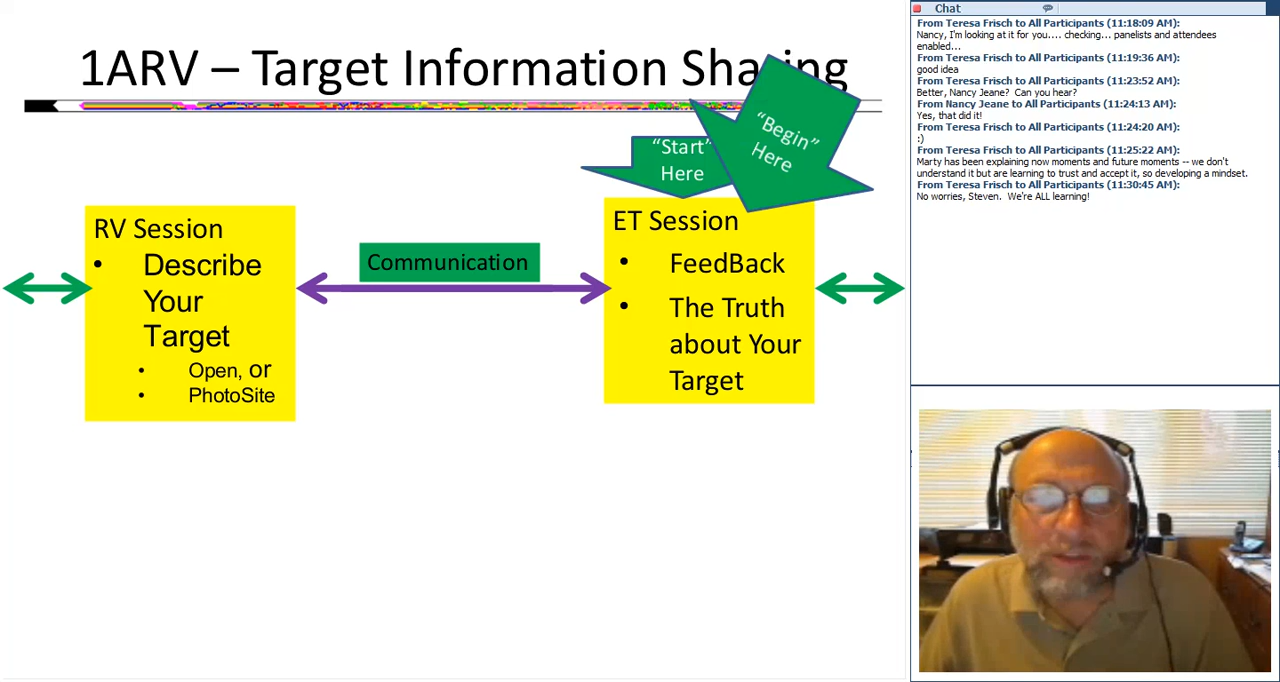 1ARV – Target Information Sharing
"Start"
Here
"Begin"
Here
RV Session
• Describe
Your
Target
• Open, or
• PhotoSite
Communication
ET Session
• FeedBack
• The Truth
about Your
Target
Chat
From Teresa Frisch to All Participants (11:18:09 AM):
Nancy, I'm looking at it for you.... checking... panelists and attendees
enabled...
From Teresa Frisch to All Participants (11:19:36 AM):
good idea
From Teresa Frisch to All Participants (11:23:52 AM):
Better, Nancy Jeane? Can you hear?
From Nancy Jeane to All Participants (11:24:13 AM):
Yes, that did it!
From Teresa Frisch to All Participants (11:24:20 AM):
:)
From Teresa Frisch to All Participants (11:25:22 AM):
Marty has been explaining now moments and future moments -- we don't
understand it but are learning to trust and accept it, so developing a mindset.
From Teresa Frisch to All Participants (11:30:45 AM):
No worries, Steven. We're ALL learning!